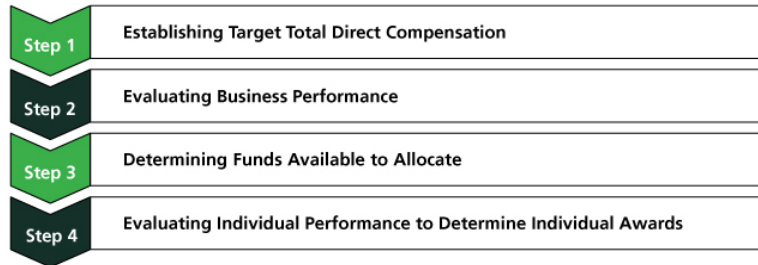 Step 1
Establishing Target Total Direct Compensation
Step 2
Evaluating Business Performance
Step 3
Determining Funds Available to Allocate
Step 4
Evaluating Individual Performance to Determine Individual Awards